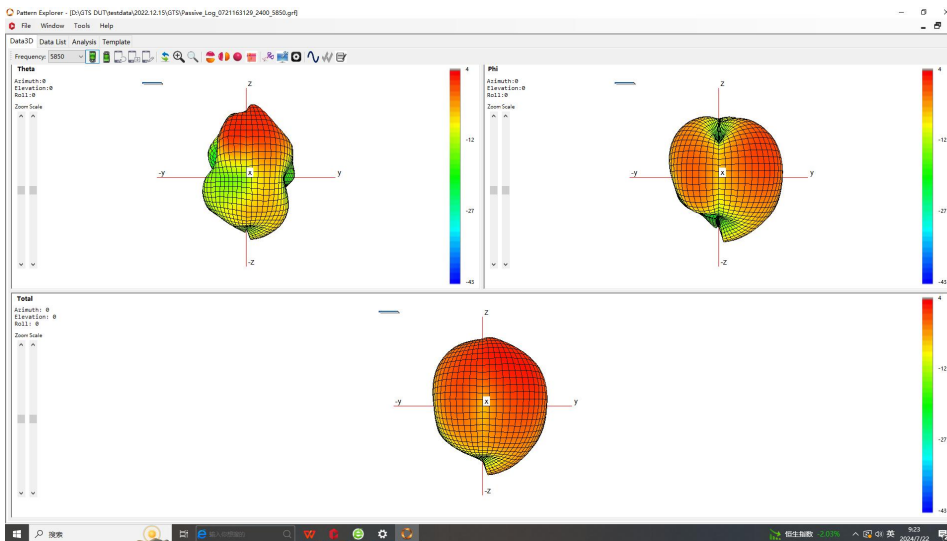 Pattern Explorer - [D:\GTS DUT\testdata\2022.12.15\GTS\Passive_Log_0721163129_2400_5850.grf]
File Window Tools Help
Data3D Data List Analysis Template
Frequency: 5850
Theta
Azimuth:0
Elevation:0
Roll:0
Zoom Scale
Z
-y
X
y
-Z
4
-12
-27
-43
Phi
Azimuth:0
Elevation:0
Roll:0
Zoom Scale
Z
-y
X
y
-Z
4
-12
-27
-43
Total
Azimuth: 0
Elevation: 0
Roll: 0
Zoom Scale
Z
-y
X
y
-Z
4
-12
-27
-43
搜索
恒生指数 -2.03%
英
9:23
2024/7/22